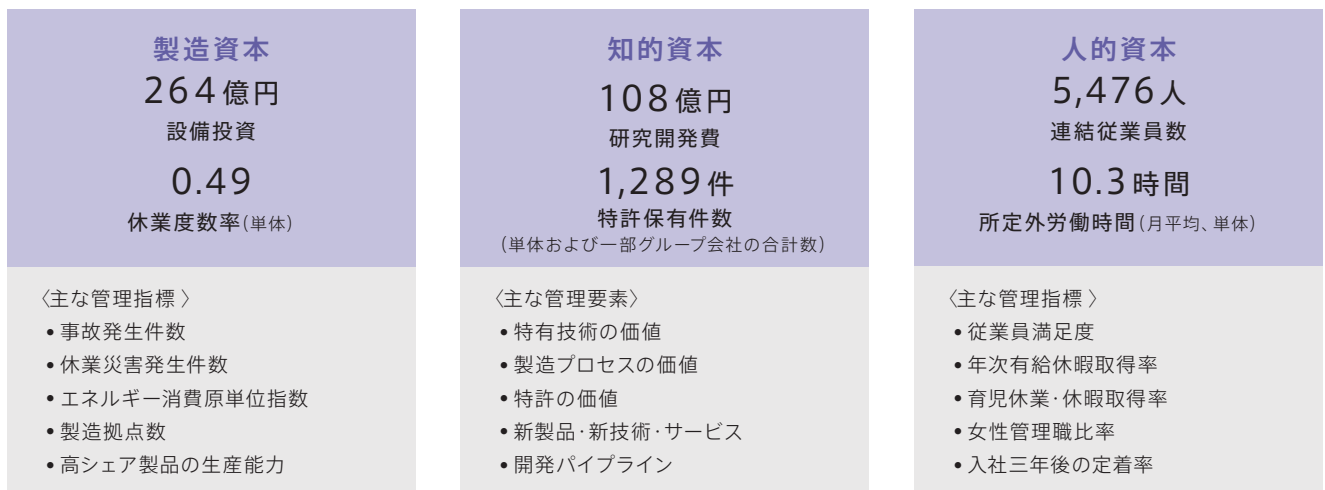 製造資本
264億円
設備投資
0.49
休業度数率(単体)
〈主な管理指標〉
•事故発生件数
•休業災害発生件数
•エネルギー消費原単位指数
•製造拠点数
•高シェア製品の生産能力
知的資本
108億円
研究開発費
1,289件
特許保有件数
(単体および一部グループ会社の合計数)
〈主な管理要素〉
•特有技術の価値
•製造プロセスの価値
•特許の価値
•新製品・新技術・サービス
•開発パイプライン
人的資本
5,476人
連結従業員数
10.3時間
所定外労働時間(月平均、単体)
〈主な管理指標〉
•従業員満足度
•年次有給休暇取得率
•育児休業・休暇取得率
•女性管理職比率
•入社三年後の定着率